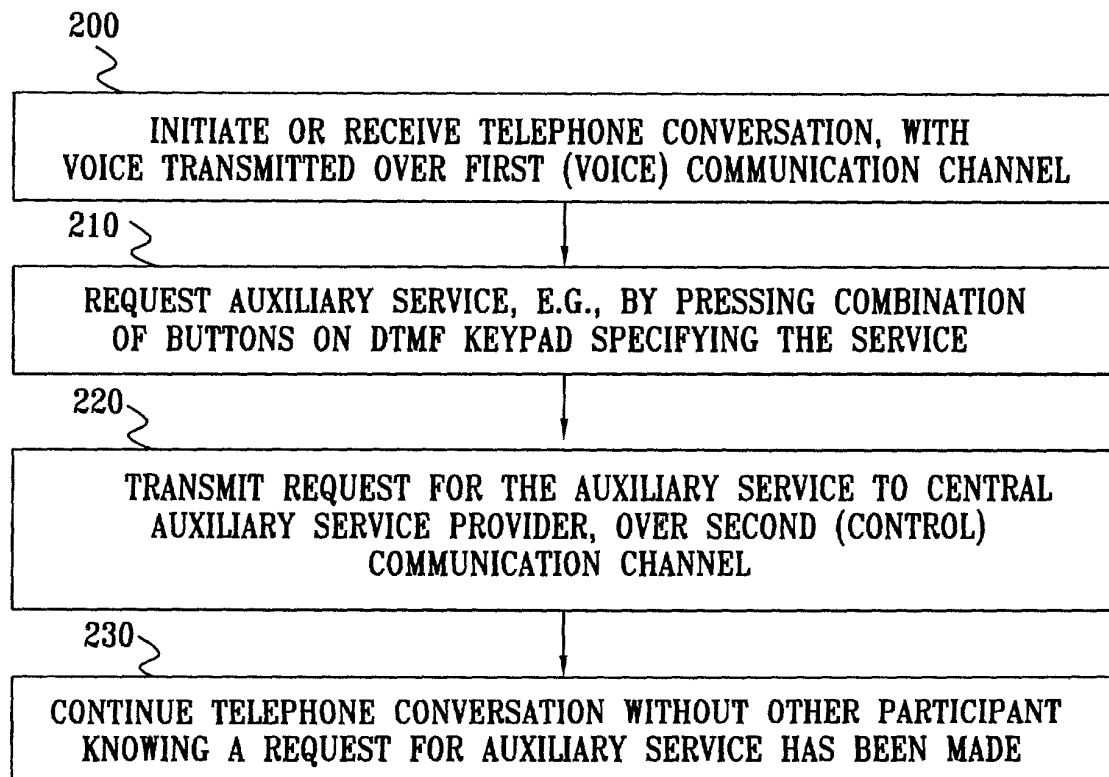 200
INITIATE OR RECEIVE TELEPHONE CONVERSATION, WITH
VOICE TRANSMITTED OVER FIRST (VOICE) COMMUNICATION CHANNEL
210
REQUEST AUXILIARY SERVICE, E.G., BY PRESSING COMBINATION
OF BUTTONS ON DTMF KEYPAD SPECIFYING THE SERVICE
220
TRANSMIT REQUEST FOR THE AUXILIARY SERVICE TO CENTRAL
AUXILIARY SERVICE PROVIDER, OVER SECOND (CONTROL)
COMMUNICATION CHANNEL
230
CONTINUE TELEPHONE CONVERSATION WITHOUT OTHER PARTICIPANT
KNOWING A REQUEST FOR AUXILIARY SERVICE HAS BEEN MADE